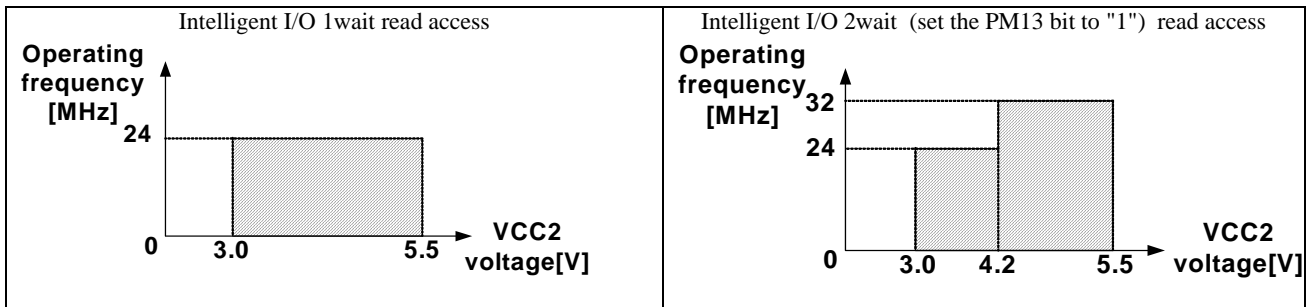 Intelligent I/O 1wait read access
Operating
frequency
[MHz]
24
0
3.0
5.5
VCC2
voltage[V]
Intelligent I/O 2wait (set the PM13 bit to "1") read access
Operating
frequency
[MHz]
32
24
0
3.0
4.2
5.5
VCC2
voltage[V]